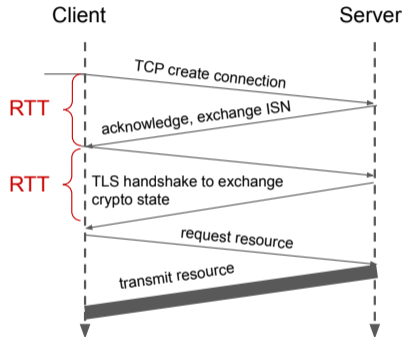 Client
Server
TCP create connection
RTT
acknowledge, exchange ISN
RTT
TLS handshake to exchange
crypto state
request resource
transmit resource